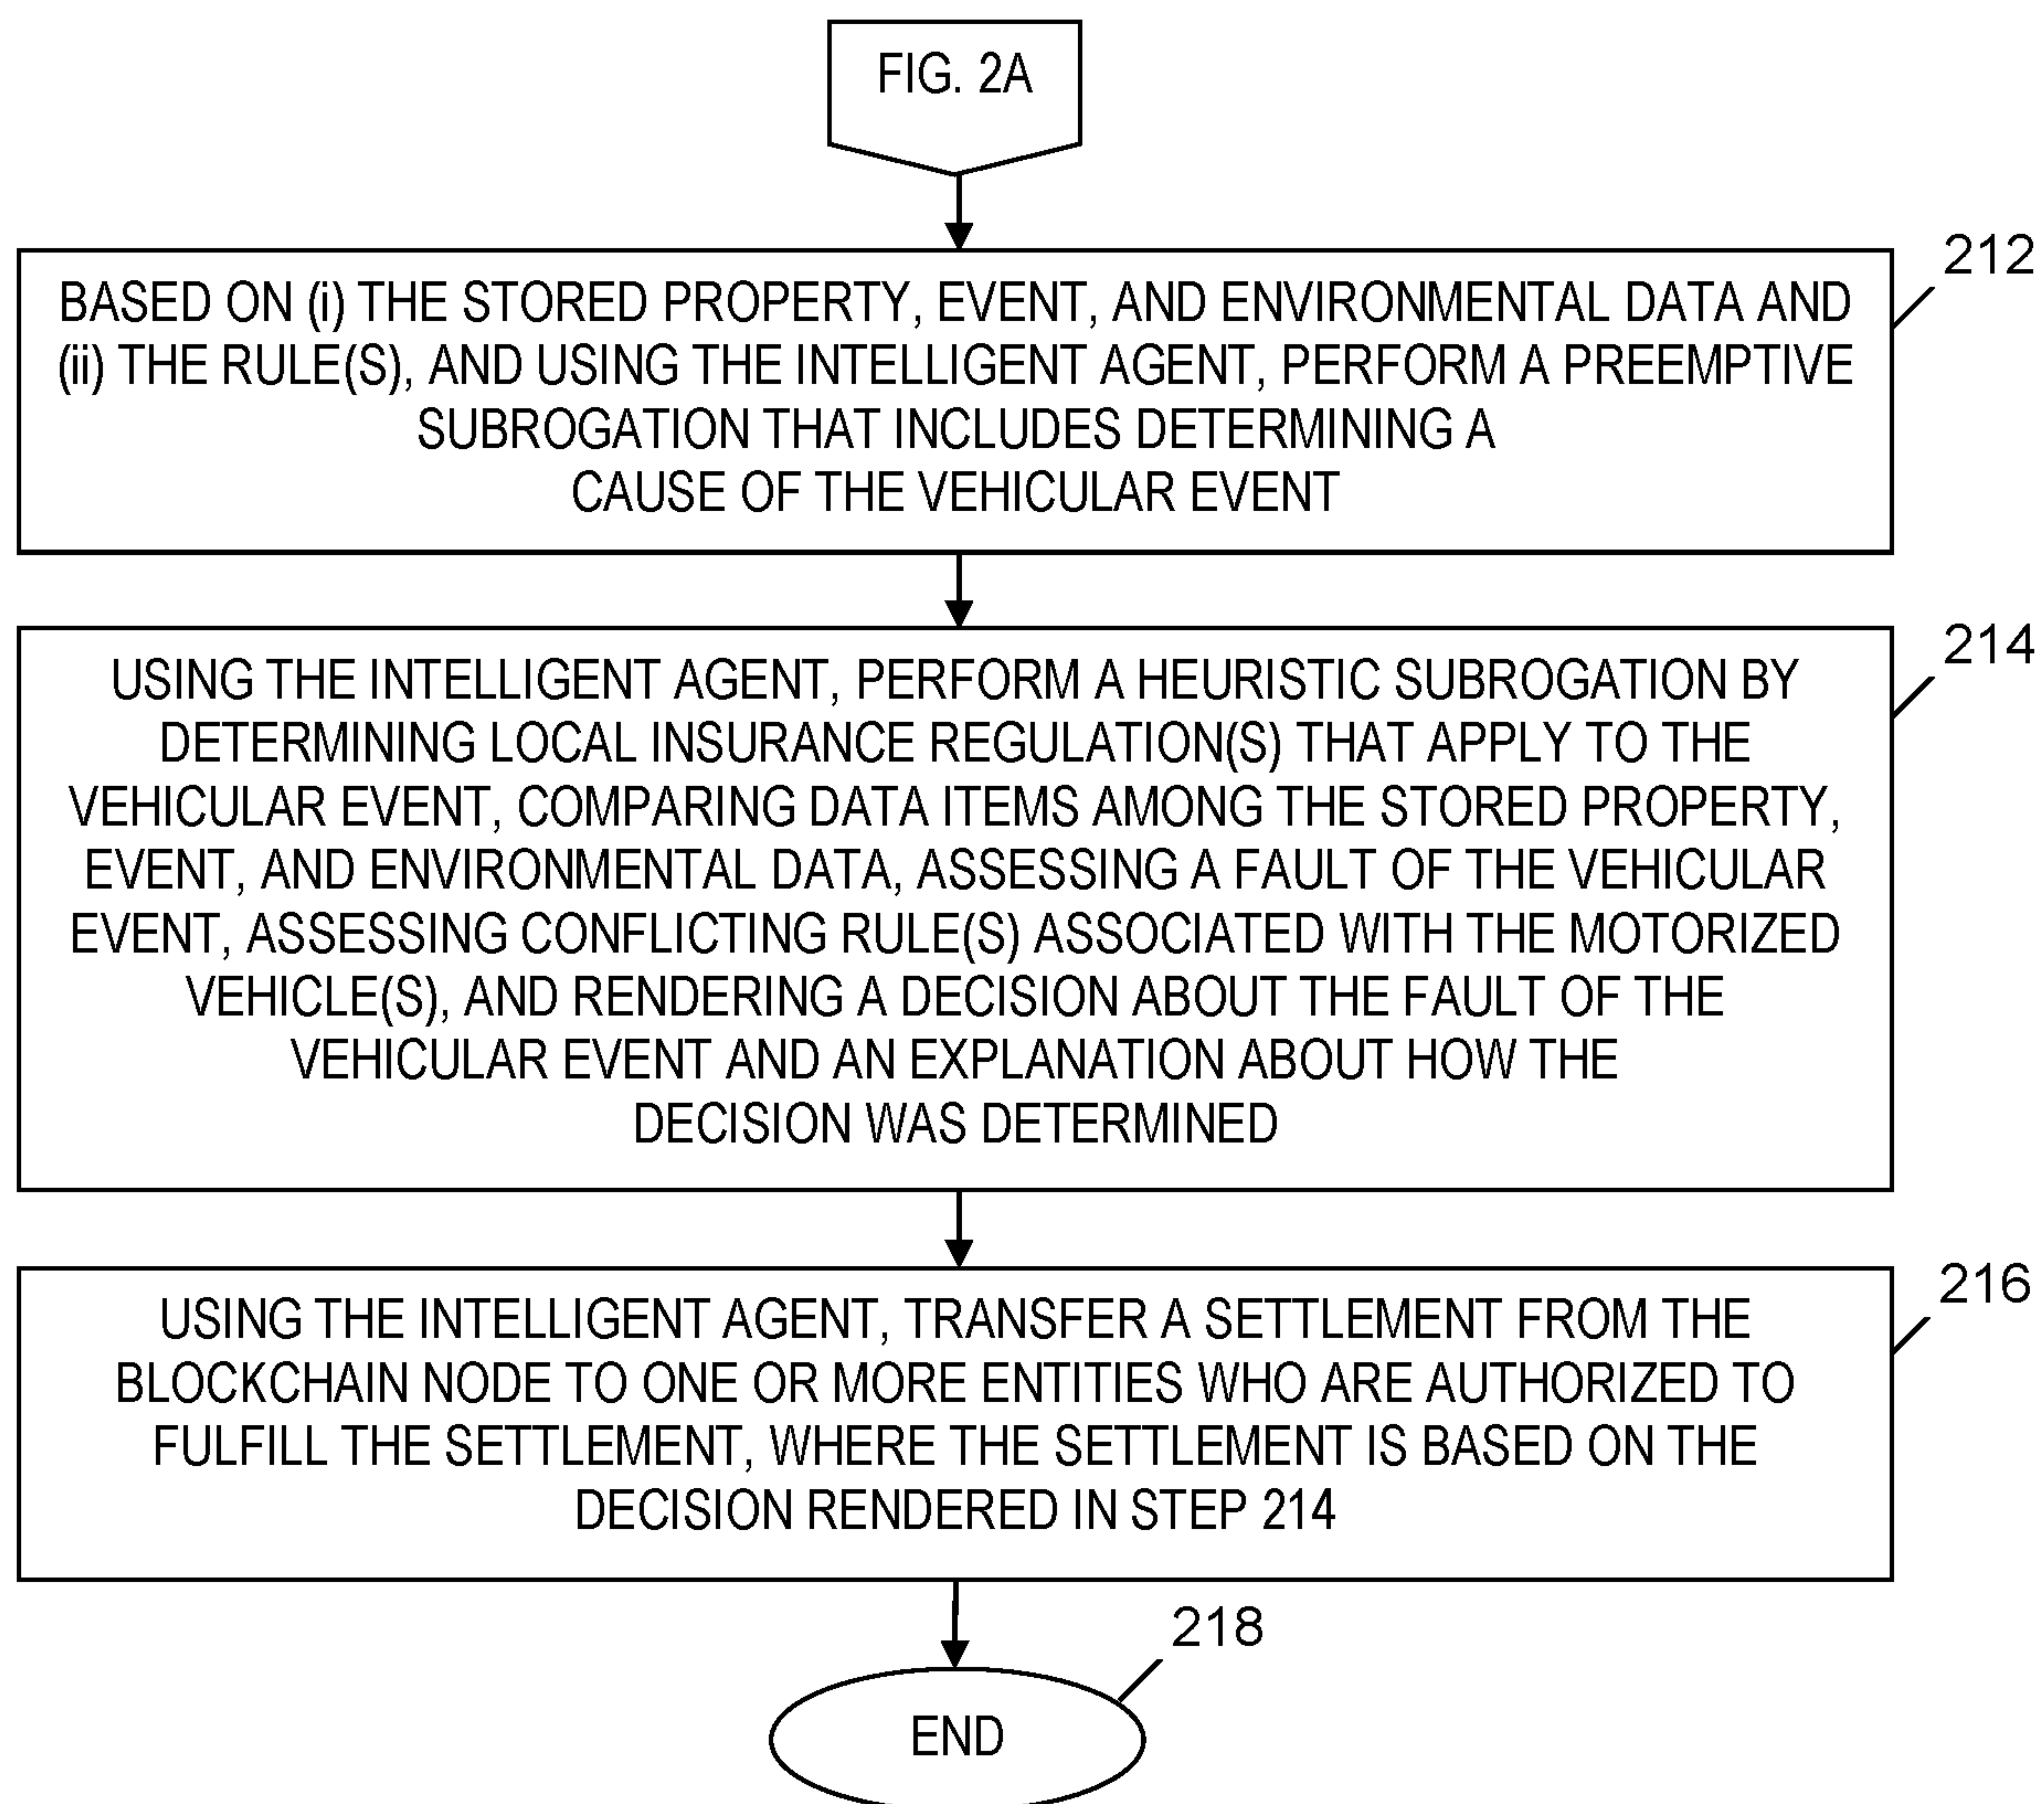 FIG. 2A
212
BASED ON (i) THE STORED PROPERTY, EVENT, AND ENVIRONMENTAL DATA AND
(ii) THE RULE(S), AND USING THE INTELLIGENT AGENT, PERFORM A PREEMPTIVE
SUBROGATION THAT INCLUDES DETERMINING A
CAUSE OF THE VEHICULAR EVENT
214
USING THE INTELLIGENT AGENT, PERFORM A HEURISTIC SUBROGATION BY
DETERMINING LOCAL INSURANCE REGULATION(S) THAT APPLY TO THE
VEHICULAR EVENT, COMPARING DATA ITEMS AMONG THE STORED PROPERTY,
EVENT, AND ENVIRONMENTAL DATA, ASSESSING A FAULT OF THE VEHICULAR
EVENT, ASSESSING CONFLICTING RULE(S) ASSOCIATED WITH THE MOTORIZED
VEHICLE(S), AND RENDERING A DECISION ABOUT THE FAULT OF THE
VEHICULAR EVENT AND AN EXPLANATION ABOUT HOW THE
DECISION WAS DETERMINED
216
USING THE INTELLIGENT AGENT, TRANSFER A SETTLEMENT FROM THE
BLOCKCHAIN NODE TO ONE OR MORE ENTITIES WHO ARE AUTHORIZED TO
FULFILL THE SETTLEMENT, WHERE THE SETTLEMENT IS BASED ON THE
DECISION RENDERED IN STEP 214
218
END